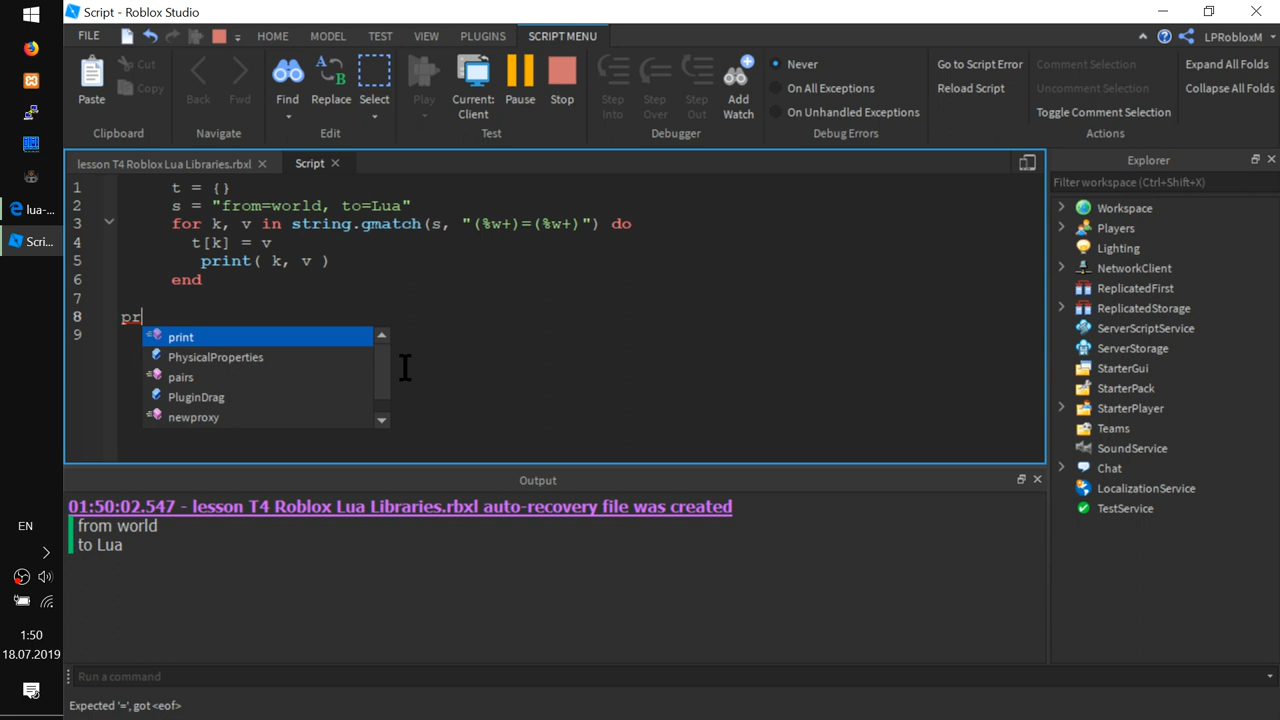 Script - Roblox Studio
FILE HOME MODEL TEST VIEW PLUGINS SCRIPT MENU LPRobloxM
Paste Cut Copy
Clipboard
Back Fwd
Navigate
Find Replace Select
Edit
Play Current: Client Pause Stop
Test
Step Into Step Over Step Out Add Watch
Debugger
Never
On All Exceptions
On Unhandled Exceptions
Debug Errors
Go to Script Error
Reload Script
Comment Selection
Uncomment Selection
Toggle Comment Selection
Expand All Folds
Collapse All Folds
Actions
lesson T4 Roblox Lua Libraries.rbxl Script
1 t = {}
2 s = "from=world, to=Lua"
3 for k, v in string.gmatch(s, "(%w+)=(%w+)") do
4 t[k] = v
5 print( k, v )
6 end
7
8 pr
9
print
PhysicalProperties
pairs
PluginDrag
newproxy
Explorer
Filter workspace (Ctrl+Shift+X)
Workspace
Players
Lighting
NetworkClient
ReplicatedFirst
ReplicatedStorage
ServerScriptService
ServerStorage
StarterGui
StarterPack
StarterPlayer
Teams
SoundService
Chat
LocalizationService
TestService
Output
01:50:02.547 - lesson T4 Roblox Lua Libraries.rbxl auto-recovery file was created
from world
to Lua
Run a command
Expected '=', got <eof>
lua-...
Scri...
EN
1:50
18.07.2019